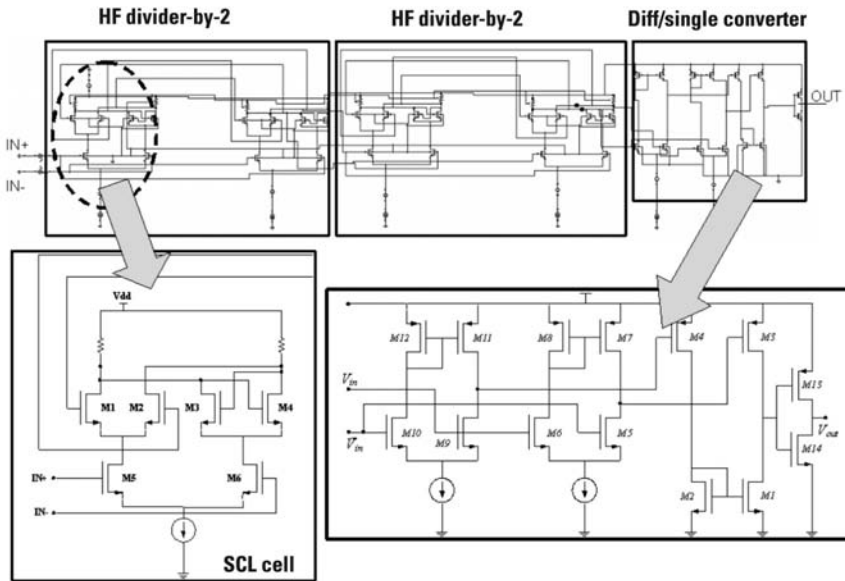 HF divider-by-2
HF divider-by-2
Diff/single converter
IN+
IN-
OUT
Vdd
M1
M2
M3
M4
IN+
M5
M6
IN-
SCL cell
M12
M11
M8
M7
M4
M3
Vin
Vin
M10
M9
M6
M5
M13
Vout
M14
M2
M1